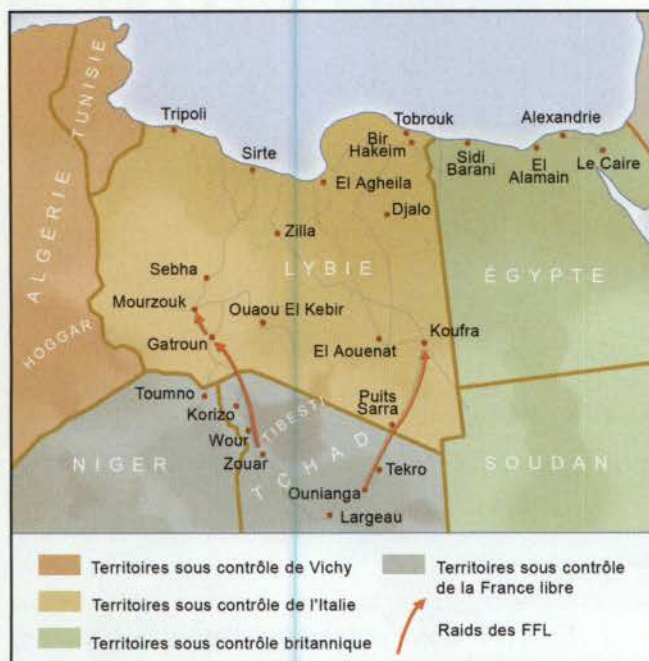 TUNISIE
ALGÉRIE
HOGGAR
Tripoli
Sirte
Tobrouk
Bir
Hakeim
Alexandrie
Sidi
Barani
El
Alamain
Le Caire
El Agheila
Djalo
Zilla
LYBIE
ÉGYPTE
Sebha
Mourzouk
Ouaou El Kebir
Gatroun
El Aouenat
Koufra
Toumno
Korizo
Wour
Zouar
TIBESTI
TCHAD
Puits
Sarra
NIGER
Tekro
SOUDAN
Ounianga
Largeau
Territoires sous contrôle de Vichy
Territoires sous contrôle de l'Italie
Territoires sous contrôle britannique
Territoires sous contrôle
de la France libre
Raids des FFL